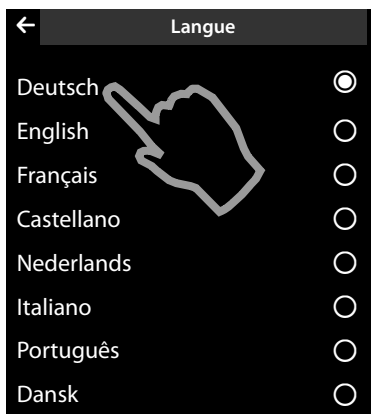 Langue
Deutsch
English
Français
Castellano
Nederlands
Italiano
Português
Dansk